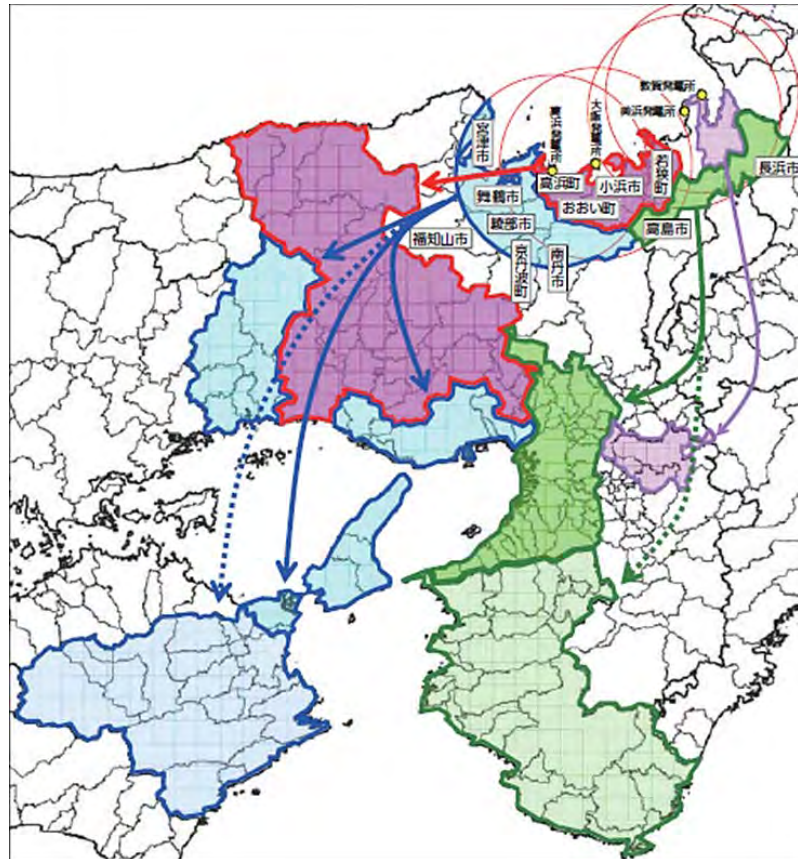 敦賀発電所
美浜発電所
大飯発電所
高浜発電所
宮津市
長浜市
若狭町
高浜町
小浜市
舞鶴市
おおい町
綾部市
高島市
福知山市
京丹波町
南丹市